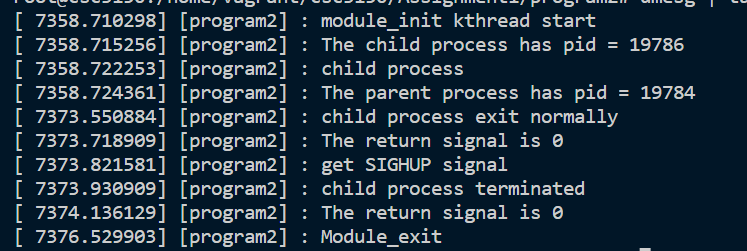 [ 7358.710298] [program2] : module_init kthread start
[ 7358.715256] [program2] : The child process has pid = 19786
[ 7358.722253] [program2] : child process
[ 7358.724361] [program2] : The parent process has pid = 19784
[ 7373.550884] [program2] : child process exit normally
[ 7373.718909] [program2] : The return signal is 0
[ 7373.821581] [program2] : get SIGHUP signal
[ 7373.930909] [program2] : child process terminated
[ 7374.136129] [program2] : The return signal is 0
[ 7376.529903] [program2] : Module_exit